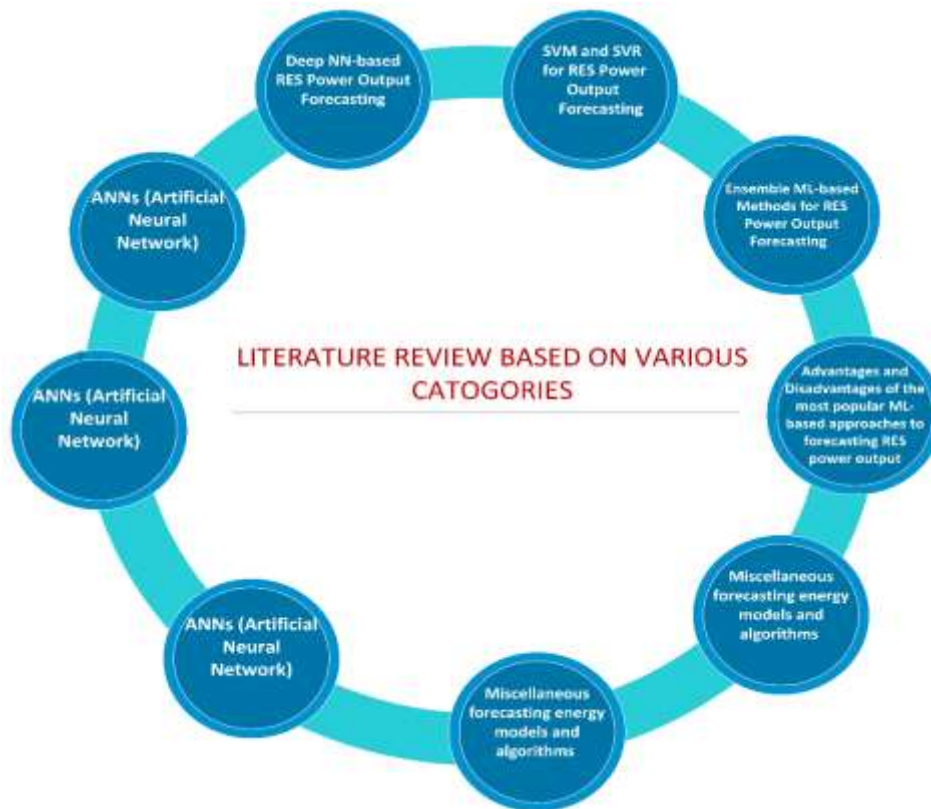 Deep NN-based
RES Power Output
Forecasting
SVM and SVR
for RES Power
Output
Forecasting
ANNs (Artificial
Neural
Network)
Ensemble ML-based
Methods for RES
Power Output
Forecasting
LITERATURE REVIEW BASED ON VARIOUS
CATOGORIES
ANNs (Artificial
Neural
Network)
Advantages and
Disadvantages of the
most popular ML-
based approaches to
forecasting RES
power output
Miscellaneous
forecasting energy
models and
algorithms
ANNs (Artificial
Neural
Network)
Miscellaneous
forecasting energy
models and
algorithms